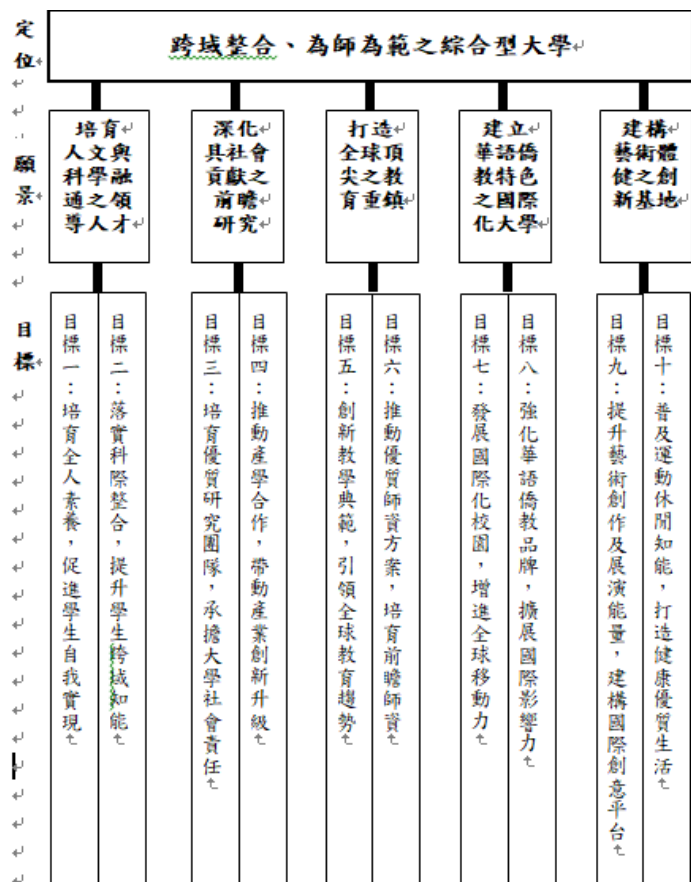 定位
跨域整合、為師為範之綜合型大學
願景
培育
人文與
科學融
通之領
導人才
深化
具社會
貢獻之
前瞻
研究
打造
全球頂
尖之教
育重鎮
建立
華語僑
教特色
之國際
化大學
建構
藝術體
健之創
新基地
目標
目標一：培育全人素養，促進學生自我實現
目標二：落實科際整合，提升學生跨域知能
目標三：培育優質研究團隊，承擔大學社會責任
目標四：推動產學合作，帶動產業創新升級
目標五：創新教學典範，引領全球教育趨勢
目標六：推動優質師資方案，培育前瞻師資
目標七：發展國際化校園，增進全球移動力
目標八：強化華語僑教品牌，擴展國際影響力
目標九：提升藝術創作及展演能量，建構國際創意平台
目標十：普及運動休閒知能，打造健康優質生活